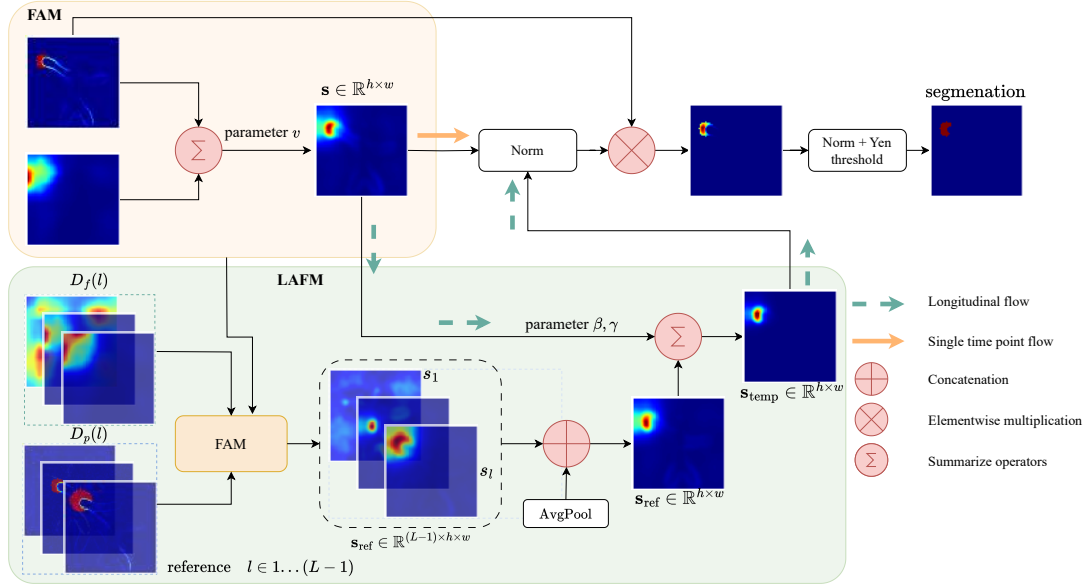 FAM
s ∈ ℝ^{h×w}
segmenation
parameter v
Σ
Norm
Norm + Yen
threshold
LAFM
D_f(l)
parameter β, γ
Σ
Longitudinal flow
Single time point flow
s_1
Concatenation
s_temp ∈ ℝ^{h×w}
Elementwise multiplication
D_p(l)
FAM
s_l
Σ
Summarize operators
s_ref ∈ ℝ^{h×w}
AvgPool
s_ref ∈ ℝ^{(L−1)×h×w}
reference l ∈ 1…(L − 1)